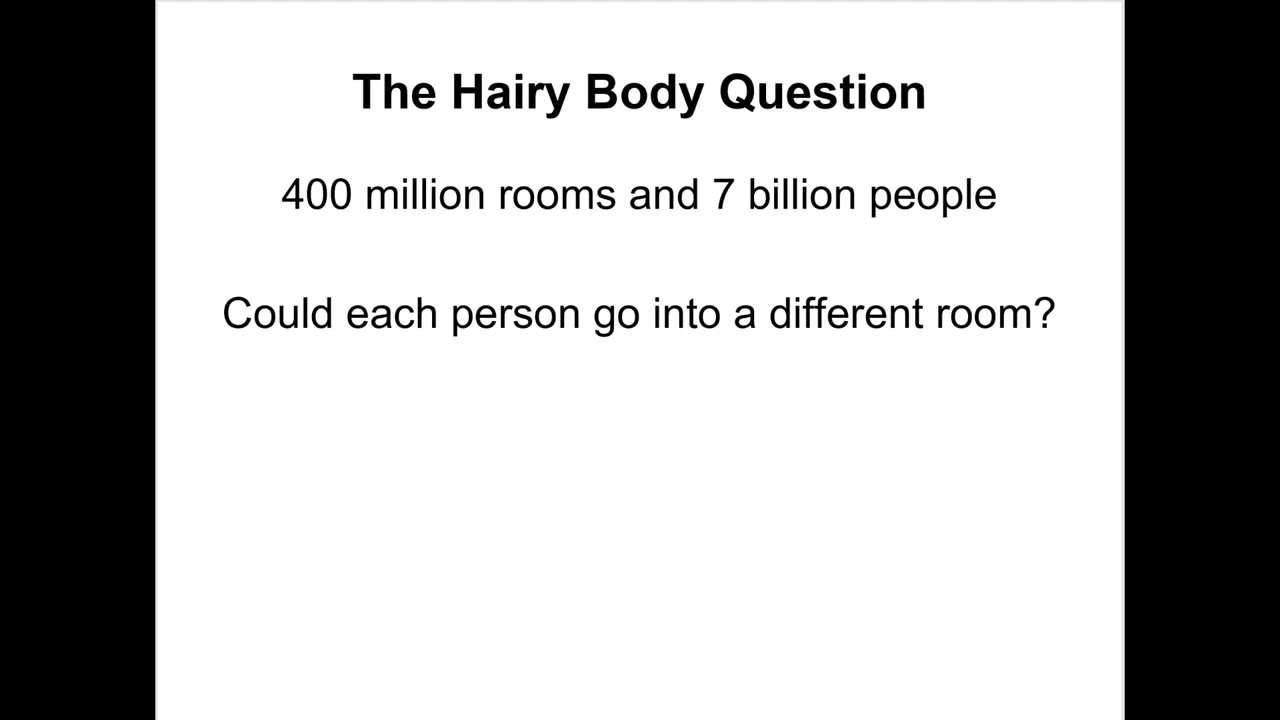 The Hairy Body Question
400 million rooms and 7 billion people
Could each person go into a different room?